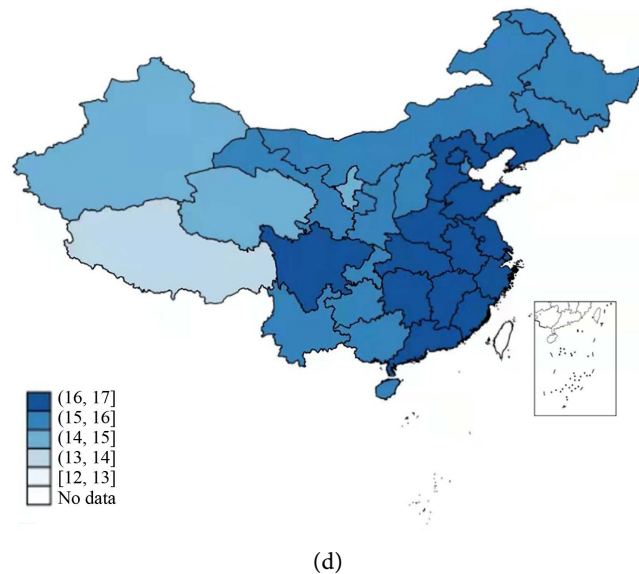 (16, 17]
(15, 16]
(14, 15]
(13, 14]
[12, 13]
No data
(d)